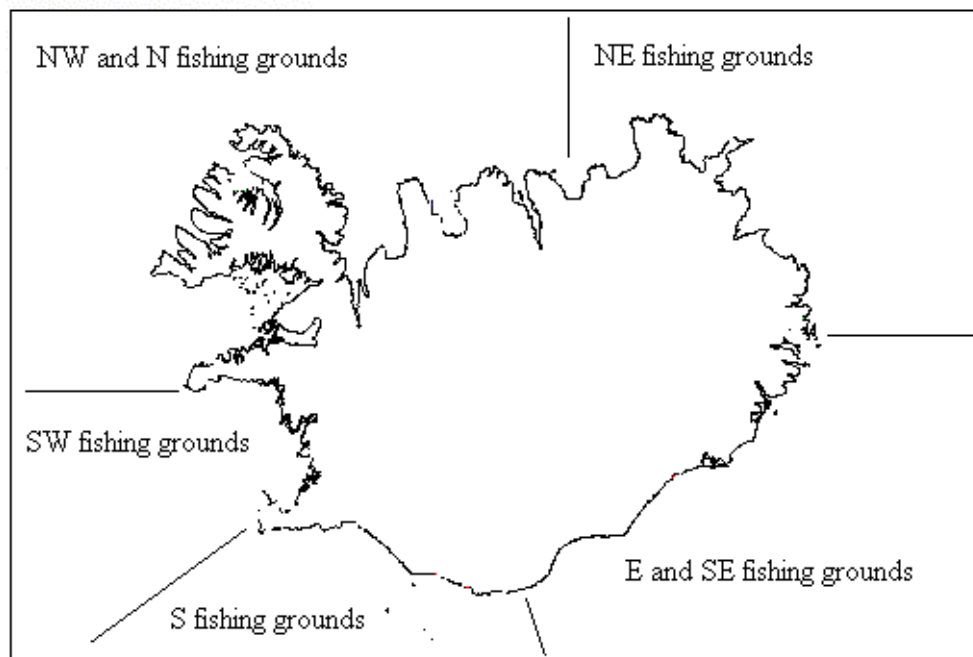 NW and N fishing grounds
NE fishing grounds
SW fishing grounds
E and SE fishing grounds
S fishing grounds